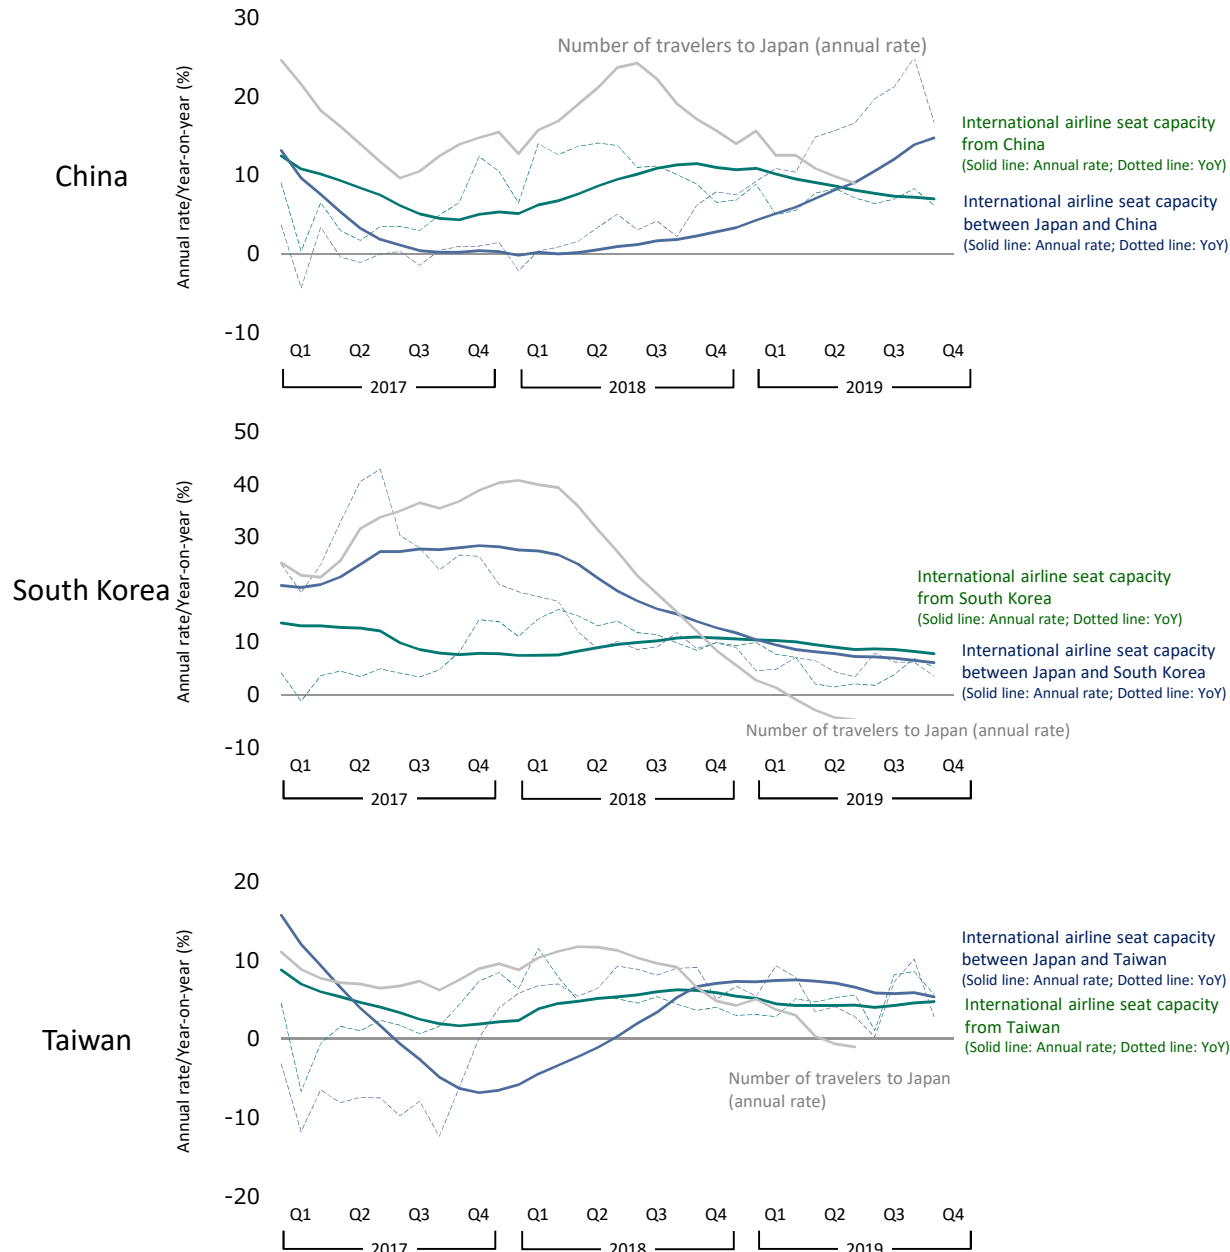 30
Number of travelers to Japan (annual rate)
20
10
0
-10
Annual rate/Year-on-year (%)
China
International airline seat capacity
from China
(Solid line: Annual rate; Dotted line: YoY)
International airline seat capacity
between Japan and China
(Solid line: Annual rate; Dotted line: YoY)
Q1 Q2 Q3 Q4 Q1 Q2 Q3 Q4 Q1 Q2 Q3 Q4
2017 2018 2019
50
40
30
20
10
0
-10
Annual rate/Year-on-year (%)
South Korea
International airline seat capacity
from South Korea
(Solid line: Annual rate; Dotted line: YoY)
International airline seat capacity
between Japan and South Korea
(Solid line: Annual rate; Dotted line: YoY)
Number of travelers to Japan (annual rate)
Q1 Q2 Q3 Q4 Q1 Q2 Q3 Q4 Q1 Q2 Q3 Q4
2017 2018 2019
20
10
0
-10
-20
Annual rate/Year-on-year (%)
Taiwan
International airline seat capacity
between Japan and Taiwan
(Solid line: Annual rate; Dotted line: YoY)
International airline seat capacity
from Taiwan
(Solid line: Annual rate; Dotted line: YoY)
Number of travelers to Japan
(annual rate)
Q1 Q2 Q3 Q4 Q1 Q2 Q3 Q4 Q1 Q2 Q3 Q4
2017 2018 2019